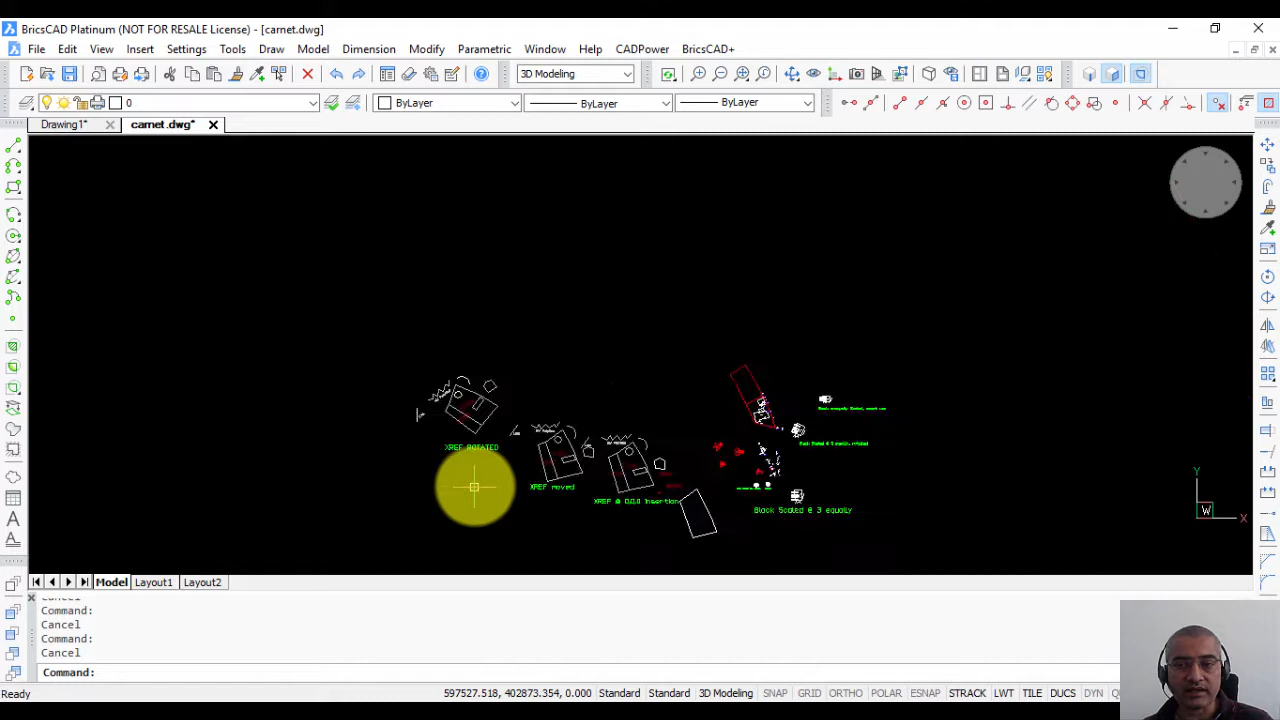 BricsCAD Platinum (NOT FOR RESALE License) - [carnet.dwg]
File Edit View Insert Settings Tools Draw Model Dimension Modify Parametric Window Help CADPower BricsCAD+
3D Modeling
0 ByLayer ByLayer ByLayer
Drawing1* carnet.dwg*
XREF ROTATED
XREF moved
XREF @ 0,0,0 Insertion
Block Scaled @ 3 equally
Y
W
X
Model Layout1 Layout2
Cancel
Command:
Cancel
Command:
Cancel
Command:
Ready 597527.518, 402873.354, 0.000 Standard Standard 3D Modeling SNAP GRID ORTHO POLAR ESNAP STRACK LWT TILE DUCS DYN